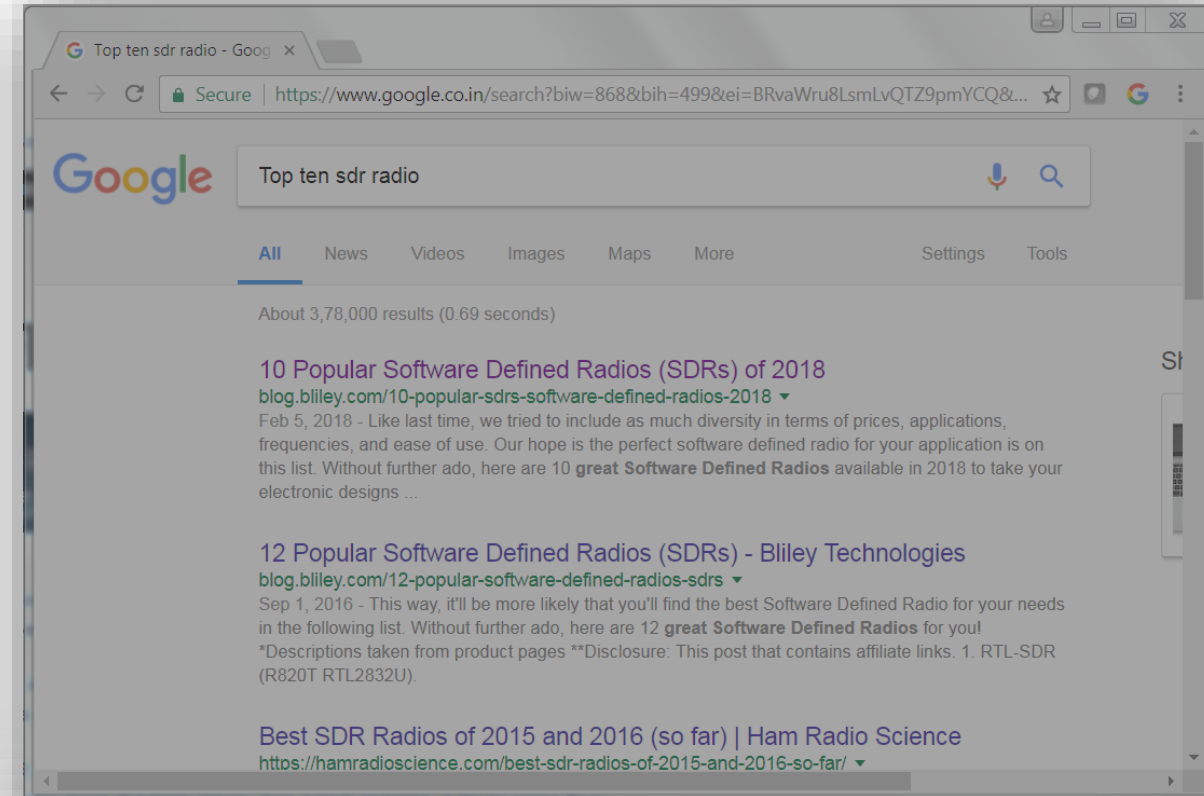 Top ten sdr radio - Goog
Secure | https://www.google.co.in/search?biw=868&bih=499&ei=BRvaWru8LsmLvQTZ9pmYCQ&...
Google
Top ten sdr radio
All News Videos Images Maps More Settings Tools
About 3,78,000 results (0.69 seconds)
10 Popular Software Defined Radios (SDRs) of 2018
blog.bliley.com/10-popular-sdrs-software-defined-radios-2018
Feb 5, 2018 - Like last time, we tried to include as much diversity in terms of prices, applications,
frequencies, and ease of use. Our hope is the perfect software defined radio for your application is on
this list. Without further ado, here are 10 great Software Defined Radios available in 2018 to take your
electronic designs ...
12 Popular Software Defined Radios (SDRs) - Bliley Technologies
blog.bliley.com/12-popular-software-defined-radios-sdrs
Sep 1, 2016 - This way, it'll be more likely that you'll find the best Software Defined Radio for your needs
in the following list. Without further ado, here are 12 great Software Defined Radios for you!
*Descriptions taken from product pages **Disclosure: This post that contains affiliate links. 1. RTL-SDR
(R820T RTL2832U).
Best SDR Radios of 2015 and 2016 (so far) | Ham Radio Science
https://hamradioscience.com/best-sdr-radios-of-2015-and-2016-so-far/